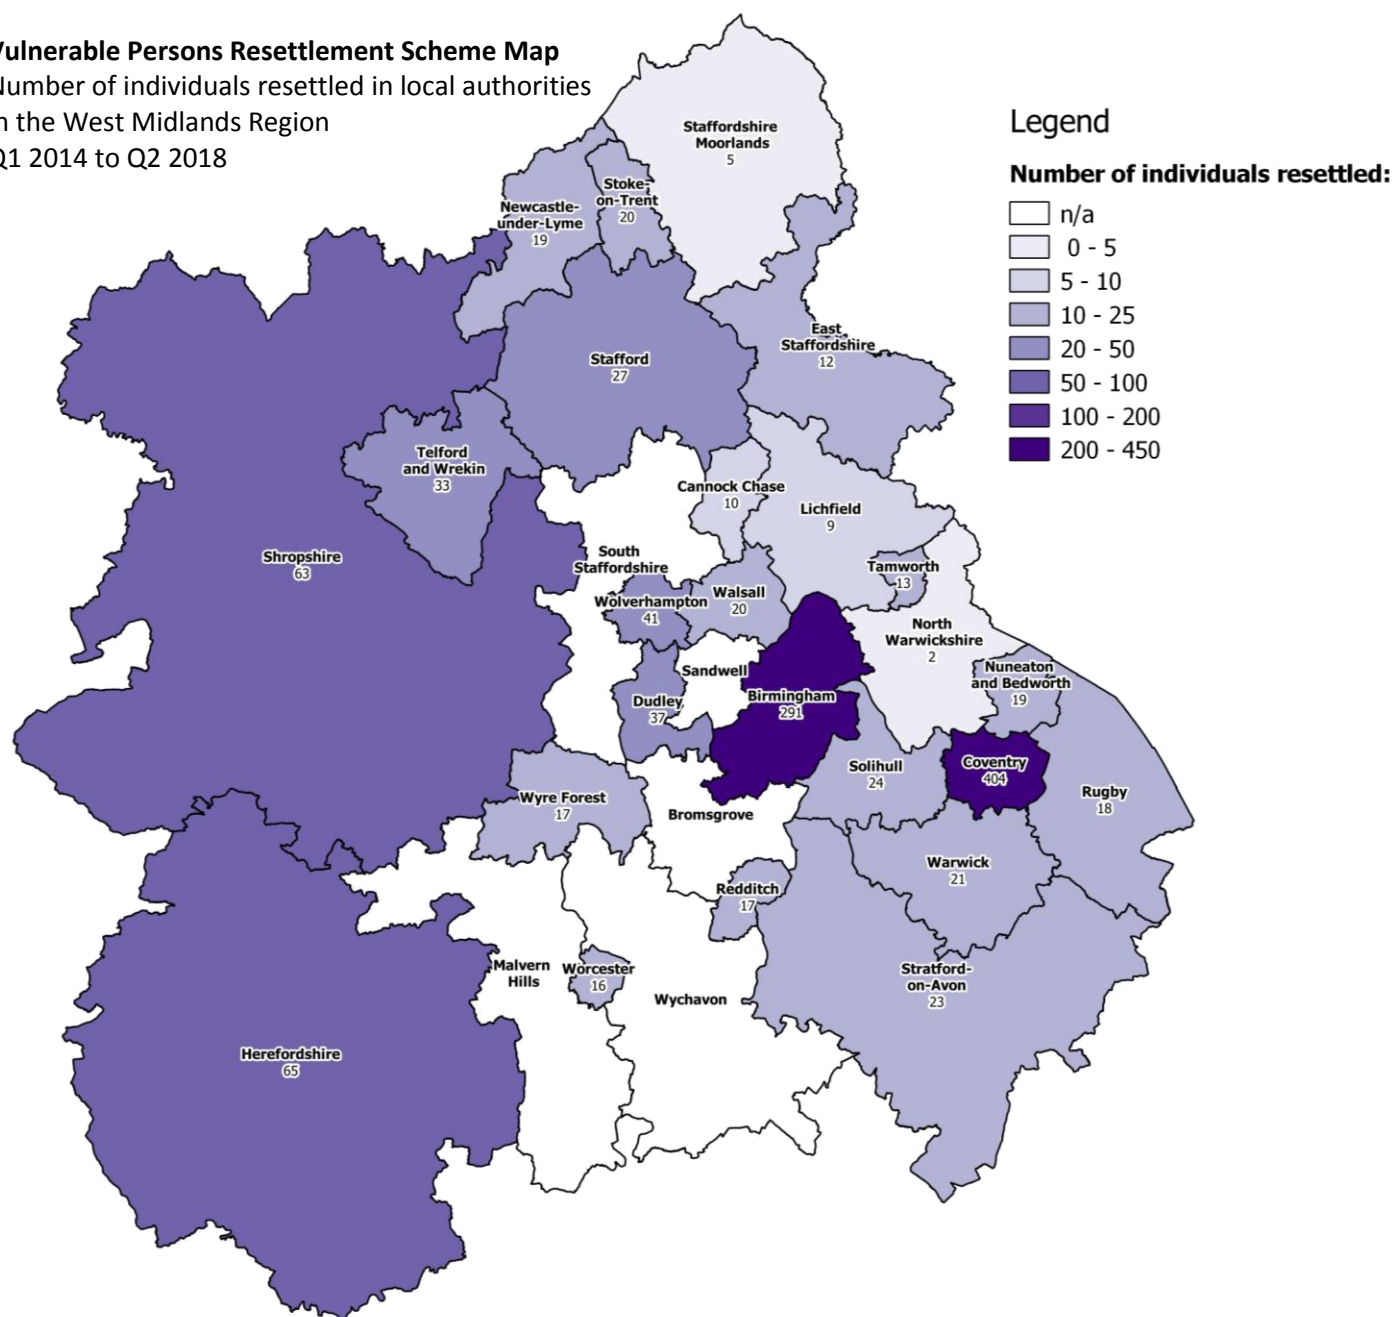 Vulnerable Persons Resettlement Scheme Map
Number of individuals resettled in local authorities
n the West Midlands Region
Q1 2014 to Q2 2018
Legend
Number of individuals resettled:
n/a
0 - 5
5 - 10
10 - 25
20 - 50
50 - 100
100 - 200
200 - 450
Staffordshire
Moorlands
5
Stoke-
on-Trent
20
Newcastle-
under-Lyme
19
East
Staffordshire
12
Stafford
27
Telford
and Wrekin
33
Cannock Chase
10
Lichfield
9
Shropshire
63
South
Staffordshire
Tamworth
13
Wolverhampton
41
Walsall
20
North
Warwickshire
2
Sandwell
Nuneaton
and Bedworth
19
Dudley
37
Birmingham
291
Solihull
24
Coventry
404
Rugby
18
Wyre Forest
17
Bromsgrove
Warwick
21
Redditch
17
Malvern
Hills
Worcester
16
Wychavon
Stratford-
on-Avon
23
Herefordshire
65